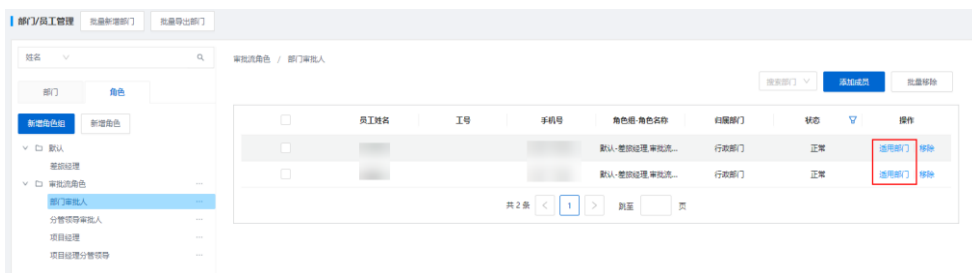 部门/员工管理 批量新增部门 批量导出部门
姓名
审批流角色 / 部门审批人
搜索部门 添加成员 批量移除
部门 角色
新增角色组 新增角色
员工姓名 工号 手机号 角色组-角色名称 归属部门 状态 操作
默认
默认-差旅经理,审批流... 行政部门 正常 适用部门 移除
差旅经理
默认-差旅经理,审批流... 行政部门 正常 适用部门 移除
审批流角色 ...
部门审批人 ...
共 2 条 < 1 > 跳至 页
分管领导审批人 ...
项目经理 ...
项目经理分管领导 ...